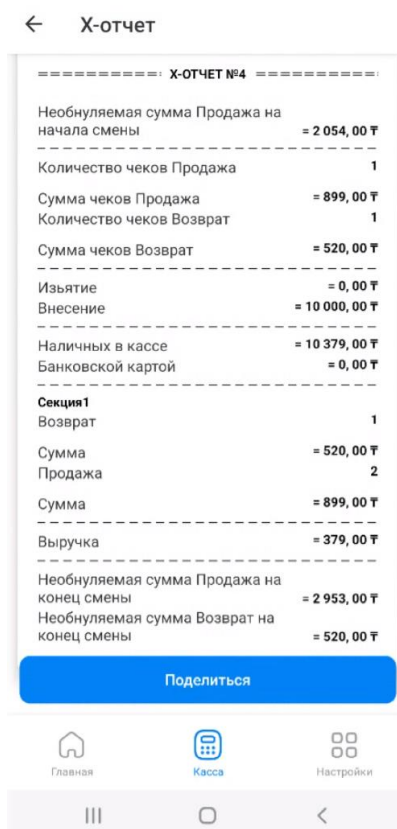 Х-отчет
==========: Х-ОТЧЕТ №4 ==========:
Необнуляемая сумма Продажа на
начала смены = 2 054, 00 ₸
Количество чеков Продажа 1
Сумма чеков Продажа = 899, 00 ₸
Количество чеков Возврат 1
Сумма чеков Возврат = 520, 00 ₸
Изьятие = 0, 00 ₸
Внесение = 10 000, 00 ₸
Наличных в кассе = 10 379, 00 ₸
Банковской картой = 0, 00 ₸
Секция1
Возврат 1
Сумма = 520, 00 ₸
Продажа 2
Сумма = 899, 00 ₸
Выручка = 379, 00 ₸
Необнуляемая сумма Продажа на
конец смены = 2 953, 00 ₸
Необнуляемая сумма Возврат на
конец смены = 520, 00 ₸
Поделиться
Главная Касса Настройки